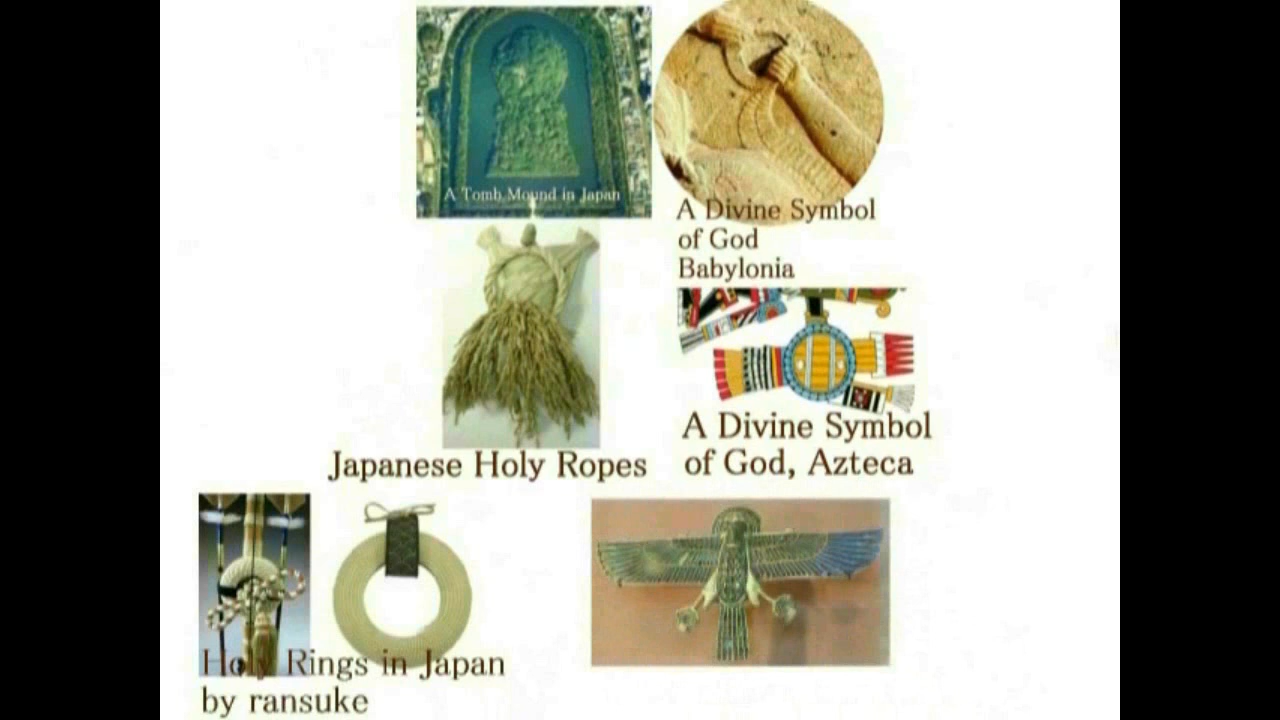 A Tomb Mound in Japan
A Divine Symbol
of God
Babylonia
A Divine Symbol
of God, Azteca
Japanese Holy Ropes
Holy Rings in Japan
by ransuke